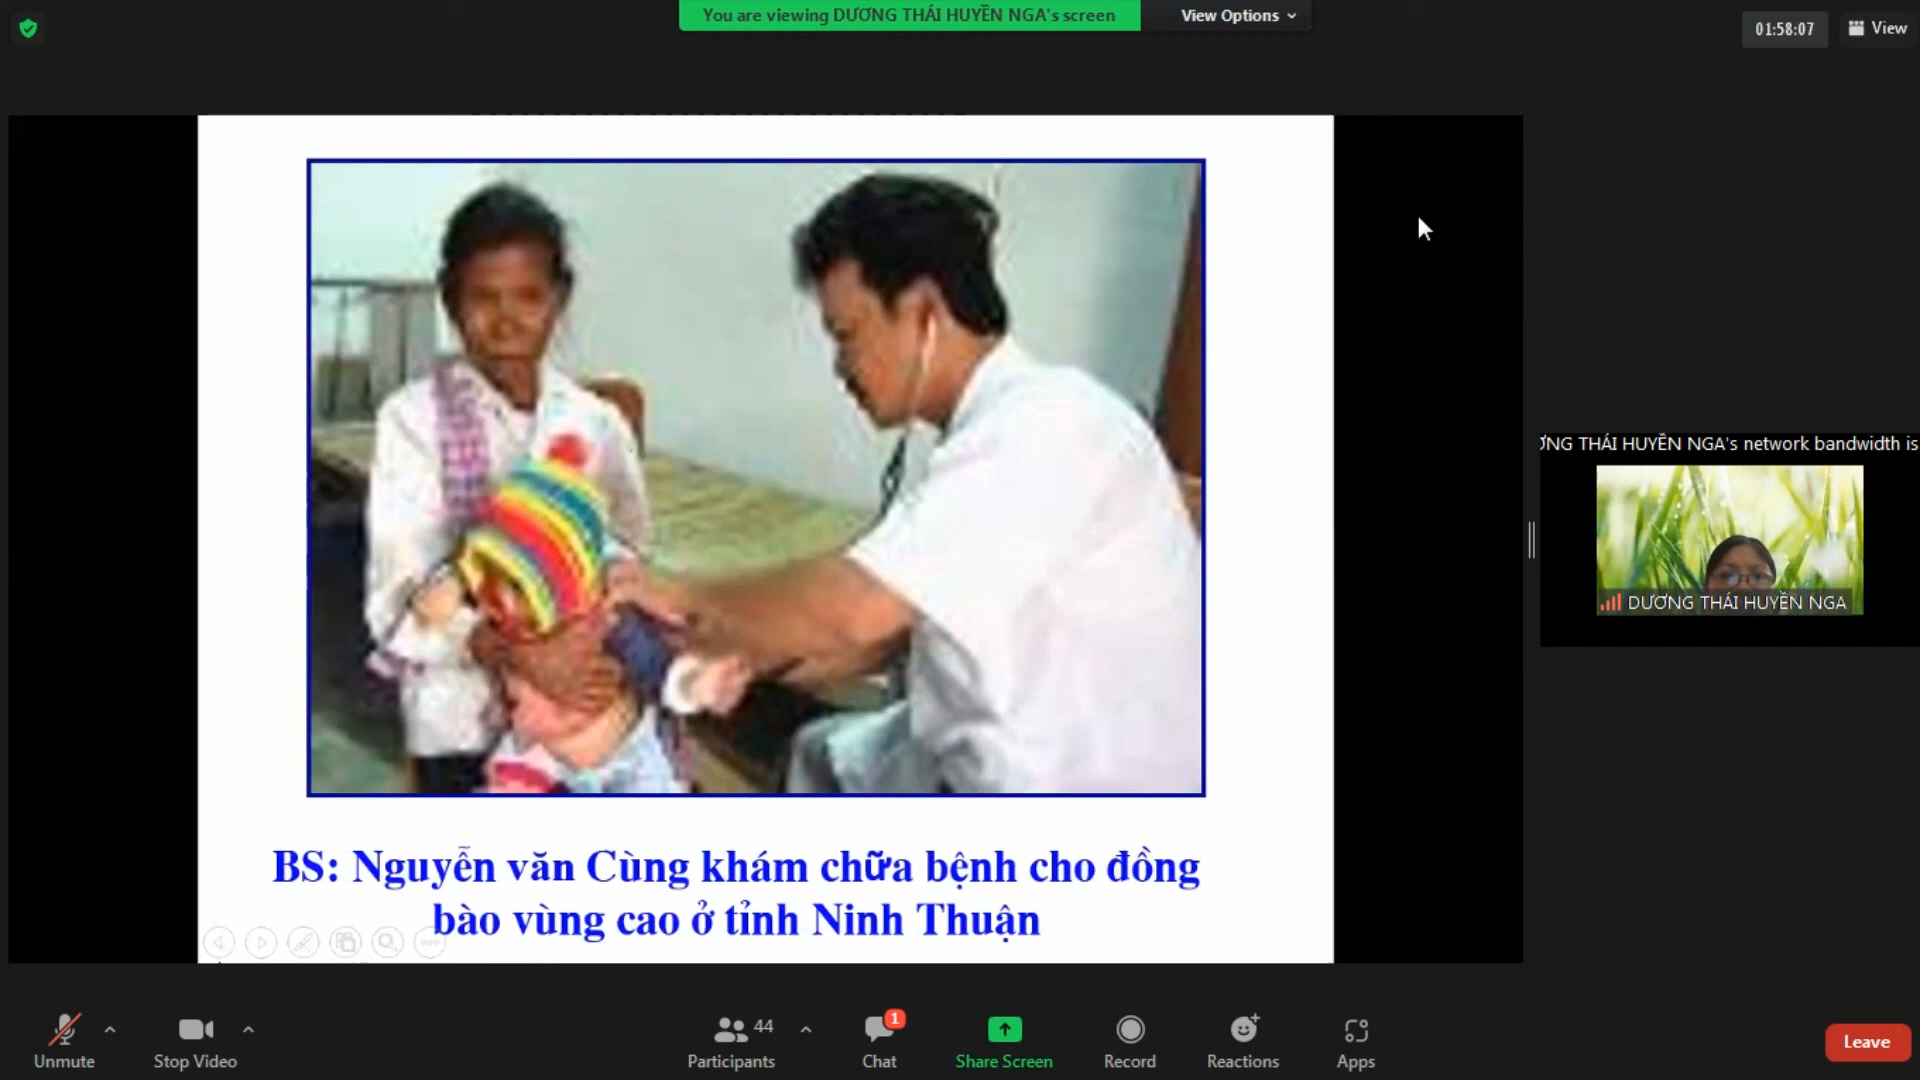 You are viewing DƯƠNG THÁI HUYỀN NGA's screen
View Options
01:58:07
View
NG THÁI HUYỀN NGA's network bandwidth is
DƯƠNG THÁI HUYỀN NGA
BS: Nguyễn văn Cùng khám chữa bệnh cho đồng
bào vùng cao ở tỉnh Ninh Thuận
Unmute
Stop Video
44
Participants
1
Chat
Share Screen
Record
Reactions
Apps
Leave